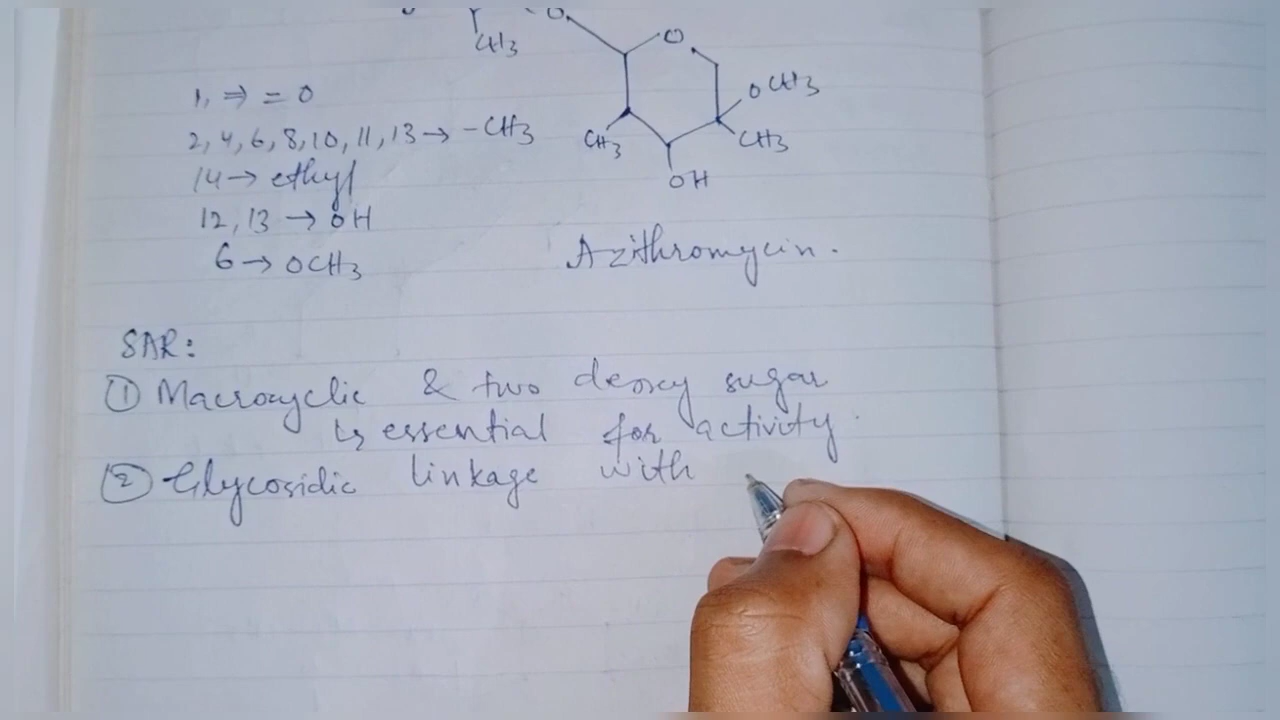 O
CH3
O
OCH3
CH3
CH3
OH
1, ⇒ = O
2, 4, 6, 8, 10, 11, 13 → -CH3
14 → ethyl
12, 13 → OH
6 → OCH3
Azithromycin.
SAR:
① Macrocyclic & two deoxy sugar
is essential for activity.
② Glycosidic linkage with